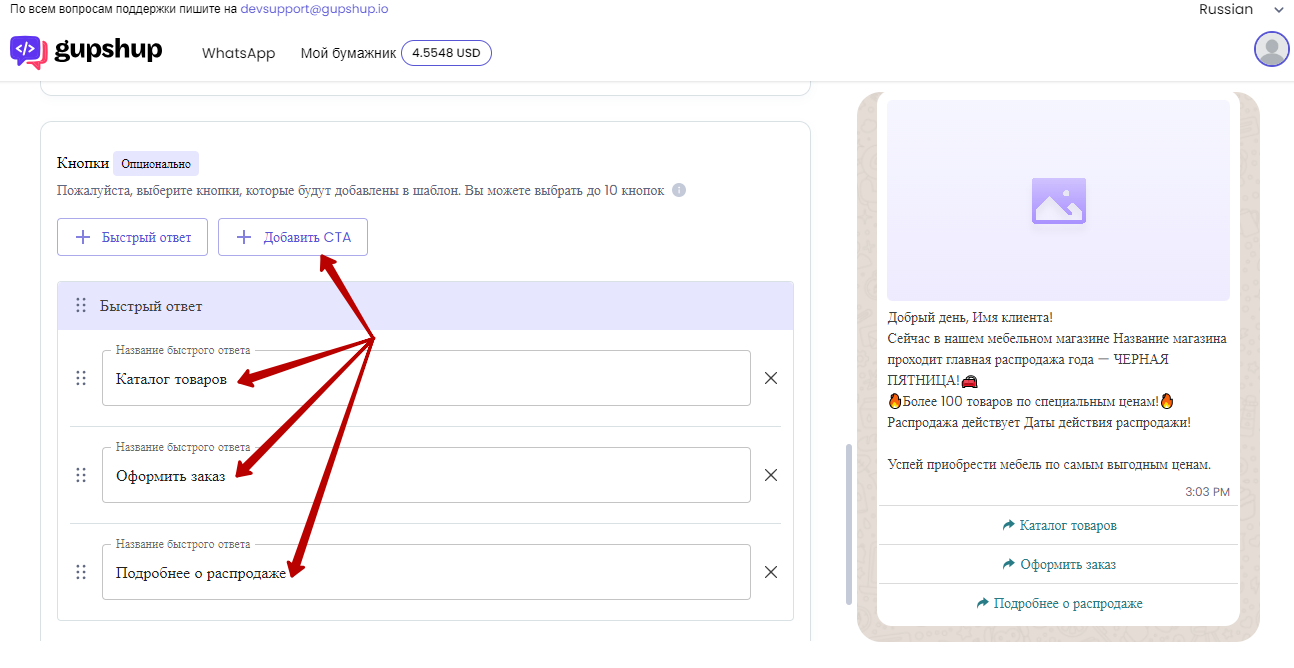 По всем вопросам поддержки пишите на devsupport@gupshup.io
Russian
gupshup
WhatsApp
Мой бумажник
4.5548 USD
Кнопки
Опционально
Пожалуйста, выберите кнопки, которые будут добавлены в шаблон. Вы можете выбрать до 10 кнопок
Быстрый ответ
Добавить CTA
Быстрый ответ
Название быстрого ответа
Каталог товаров
Название быстрого ответа
Оформить заказ
Название быстрого ответа
Подробнее о распродаже
Добрый день, Имя клиента!
Сейчас в нашем мебельном магазине Название магазина
проходит главная распродажа года — ЧЕРНАЯ
ПЯТНИЦА!
🔥Более 100 товаров по специальным ценам!🔥
Распродажа действует Даты действия распродажи!
Успей приобрести мебель по самым выгодным ценам.
3:03 PM
Каталог товаров
Оформить заказ
Подробнее о распродаже